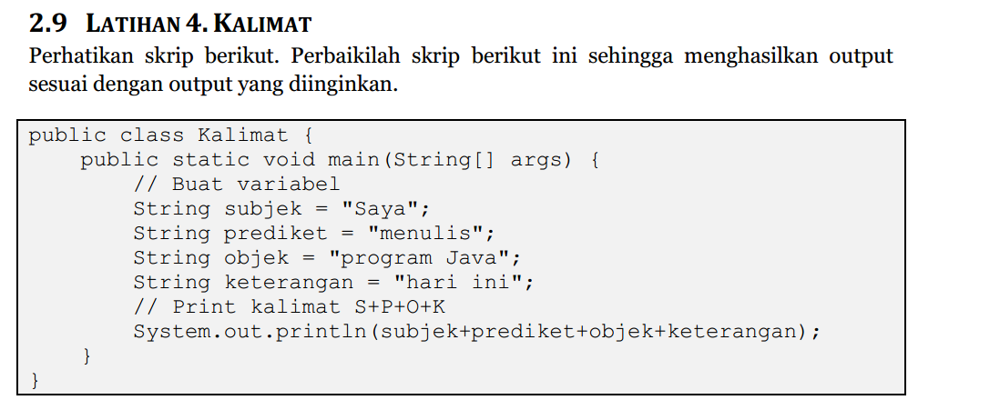 2.9 LATIHAN 4. KALIMAT
Perhatikan skrip berikut. Perbaikilah skrip berikut ini sehingga menghasilkan output
sesuai dengan output yang diinginkan.
public class Kalimat {
    public static void main(String[] args) {
        // Buat variabel
        String subjek = "Saya";
        String prediket = "menulis";
        String objek = "program Java";
        String keterangan = "hari ini";
        // Print kalimat S+P+O+K
        System.out.println(subjek+prediket+objek+keterangan);
    }
}